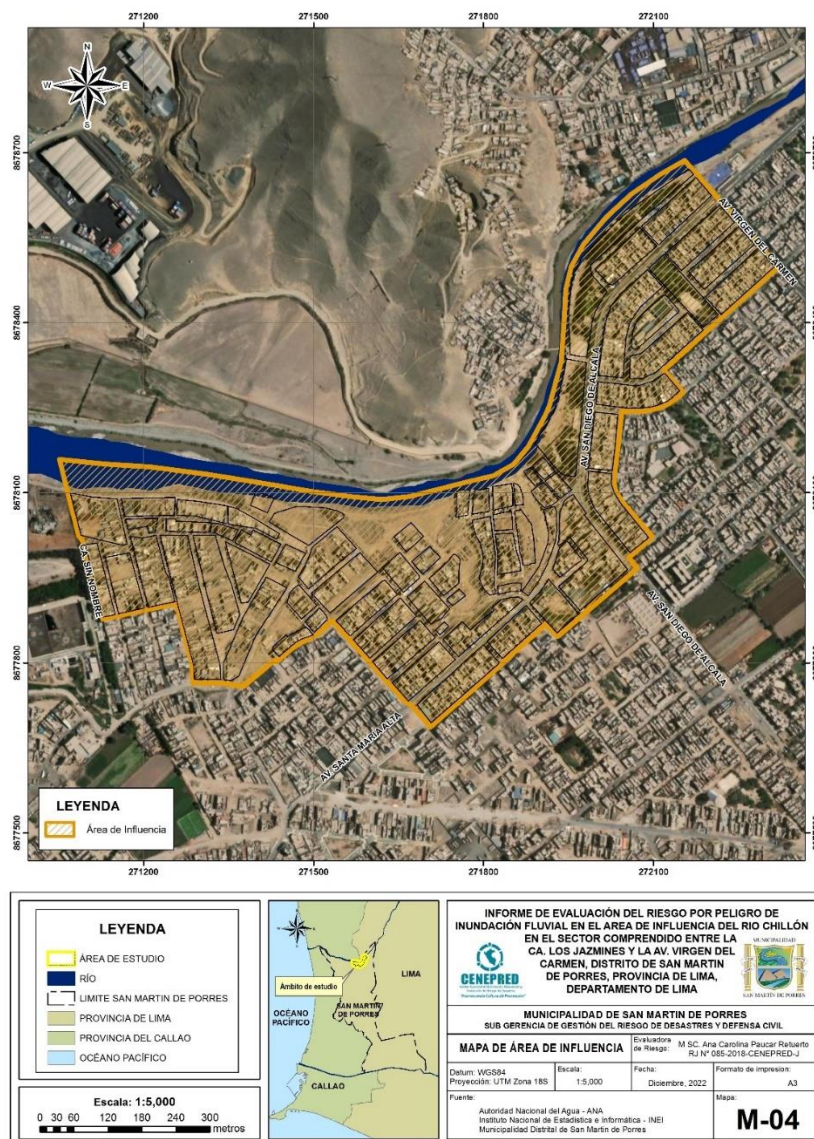 271200 271500 271800 272100
N
W E
S
8678700
8678400
8678100
8677800
8677500
AV. VIRGEN DEL CARMEN
AV. SAN DIEGO DE ALCALA
CA. SIN NOMBRE
AV. SAN DIEGO DE ALCALA
AV. SANTA MARIA ALTA
LEYENDA
Área de Influencia
271200 271500 271800 272100
LEYENDA
ÁREA DE ESTUDIO
RÍO
LIMITE SAN MARTIN DE PORRES
PROVINCIA DE LIMA
PROVINCIA DEL CALLAO
OCÉANO PACÍFICO
Escala: 1:5,000
0 30 60 120 180 240 300
metros
Ámbito de estudio
LIMA
SAN MARTIN
DE PORRES
OCÉANO
PACÍFICO
CALLAO
INFORME DE EVALUACIÓN DEL RIESGO POR PELIGRO DE
INUNDACIÓN FLUVIAL EN EL AREA DE INFLUENCIA DEL RIO CHILLÓN
EN EL SECTOR COMPRENDIDO ENTRE LA
CA. LOS JAZMINES Y LA AV. VIRGEN DEL
CARMEN, DISTRITO DE SAN MARTIN
DE PORRES, PROVINCIA DE LIMA,
DEPARTAMENTO DE LIMA
CENEPRED
MUNICIPALIDAD
SAN MARTÍN DE PORRES
MUNICIPALIDAD DE SAN MARTIN DE PORRES
SUB GERENCIA DE GESTIÓN DEL RIESGO DE DESASTRES Y DEFENSA CIVIL
MAPA DE ÁREA DE INFLUENCIA
Evaluadora de Riesgo: M SC. Ana Carolina Paucar Retuerto
RJ N° 085-2018-CENEPRED-J
Datum: WGS84
Proyección: UTM Zona 18S
Escala:
1:5,000
Fecha:
Diciembre, 2022
Formato de impresion:
A3
Fuente:
Autoridad Nacional del Agua - ANA
Instituto Nacional de Estadistica e Informática - INEI
Municipalidad Distrital de San Martin de Porres
Mapa:
M-04